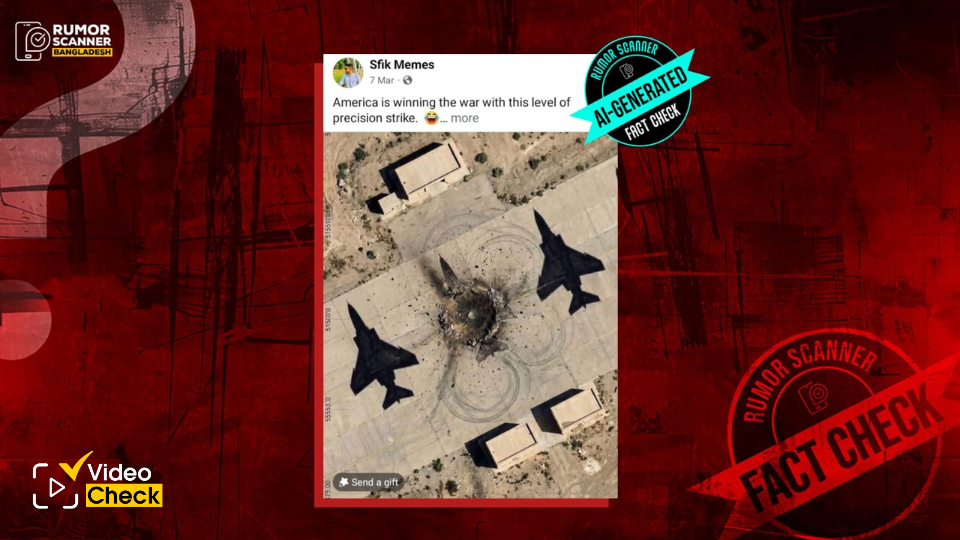 RUMOR
SCANNER
BANGLADESH
Sfik Memes
7 Mar
America is winning the war with this level of
precision strike. 😂... more
RUMOR SCANNER
AI-GENERATED
FACT CHECK
Send a gift
Video
Check
RUMOR SCANNER
FACT CHECK